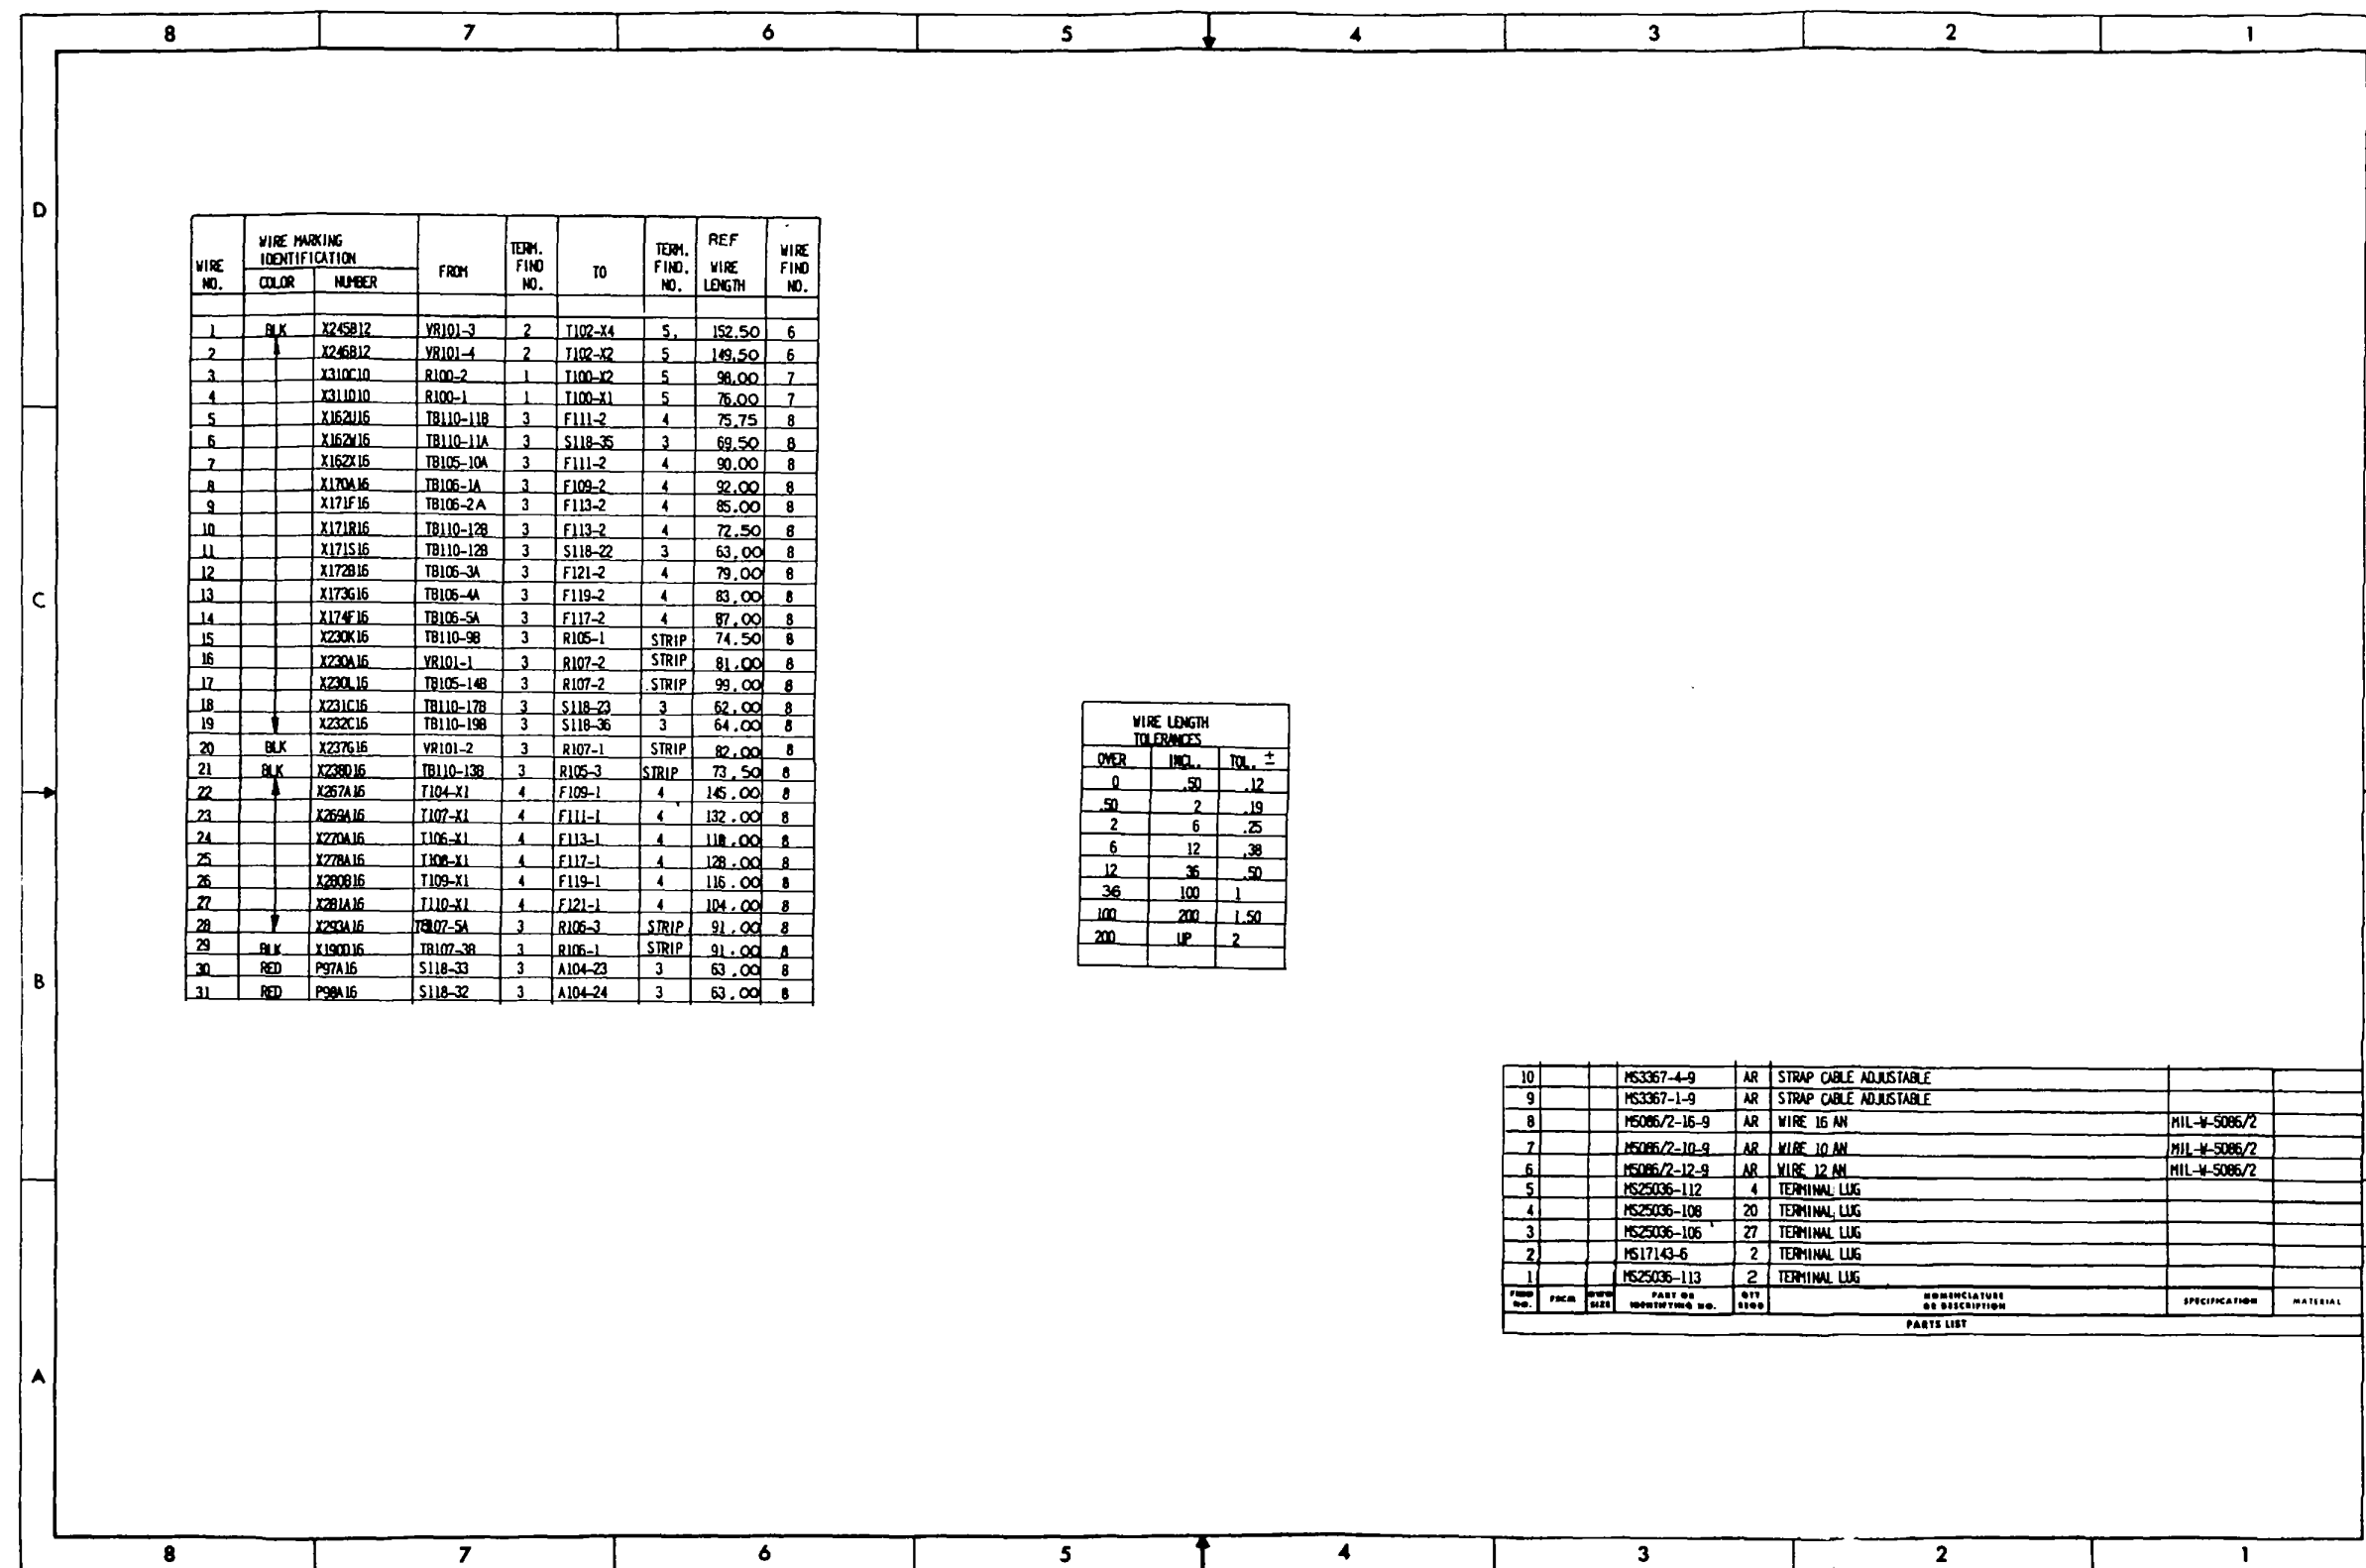 8 7 6 5 4 3 2 1
D
C
B
A
WIRE NO. WIRE MARKING IDENTIFICATION FROM TERM. FIND NO. TO TERM. FIND. NO. REF WIRE LENGTH WIRE FIND NO.
COLOR NUMBER
1 BLK X245B12 VR101-3 2 T102-X4 5, 152.50 6
2 X246B12 VR101-4 2 T102-X2 5 149.50 6
3 X310C10 R100-2 1 T100-X2 5 98.00 7
4 X311D10 R100-1 1 T100-X1 5 76.00 7
5 X162U16 TB110-11B 3 F111-2 4 75.75 8
6 X162W16 TB110-11A 3 S118-35 3 69.50 8
7 X162X16 TB105-10A 3 F111-2 4 90.00 8
8 X170A16 TB106-1A 3 F109-2 4 92.00 8
9 X171F16 TB106-2A 3 F113-2 4 85.00 8
10 X171R16 TB110-12B 3 F113-2 4 72.50 8
11 X171S16 TB110-12B 3 S118-22 3 63.00 8
12 X172B16 TB106-3A 3 F121-2 4 79.00 8
13 X173G16 TB106-4A 3 F119-2 4 83.00 8
14 X174F16 TB106-5A 3 F117-2 4 87.00 8
15 X230K16 TB110-9B 3 R105-1 STRIP 74.50 8
16 X230A16 VR101-1 3 R107-2 STRIP 81.00 8
17 X230L16 TB105-14B 3 R107-2 STRIP 99.00 8
18 X231C16 TB110-17B 3 S118-23 3 62.00 8
19 X232C16 TB110-19B 3 S118-36 3 64.00 8
20 BLK X237G16 VR101-2 3 R107-1 STRIP 82.00 8
21 BLK X238D16 TB110-13B 3 R105-3 STRIP 73.50 8
22 X267A16 T104-X1 4 F109-1 4 145.00 8
23 X269A16 T107-X1 4 F111-1 4 132.00 8
24 X270A16 T106-X1 4 F113-1 4 118.00 8
25 X278A16 T108-X1 4 F117-1 4 128.00 8
26 X280B16 T109-X1 4 F119-1 4 116.00 8
27 X281A16 T110-X1 4 F121-1 4 104.00 8
28 X293A16 TB107-5A 3 R106-3 STRIP 91.00 8
29 BLK X190D16 TB107-3B 3 R106-1 STRIP 91.00 8
30 RED P97A16 S118-33 3 A104-23 3 63.00 8
31 RED P98A16 S118-32 3 A104-24 3 63.00 8
WIRE LENGTH
TOLERANCES
OVER INCL. TOL. ±
0 .50 .12
.50 2 .19
2 6 .25
6 12 .38
12 36 .50
36 100 1
100 200 1.50
200 UP 2
10 MS3367-4-9 AR STRAP CABLE ADJUSTABLE
9 MS3367-1-9 AR STRAP CABLE ADJUSTABLE
8 M5086/2-16-9 AR WIRE 16 AN MIL-W-5086/2
7 M5086/2-10-9 AR WIRE 10 AN MIL-W-5086/2
6 M5086/2-12-9 AR WIRE 12 AN MIL-W-5086/2
5 MS25036-112 4 TERMINAL LUG
4 MS25036-108 20 TERMINAL LUG
3 MS25036-106 27 TERMINAL LUG
2 MS17143-6 2 TERMINAL LUG
1 MS25036-113 2 TERMINAL LUG
FIND NO. FSCM DWG SIZE PART OR IDENTIFYING NO. QTY REQD NOMENCLATURE OR DESCRIPTION SPECIFICATION MATERIAL
PARTS LIST
8 7 6 5 4 3 2 1